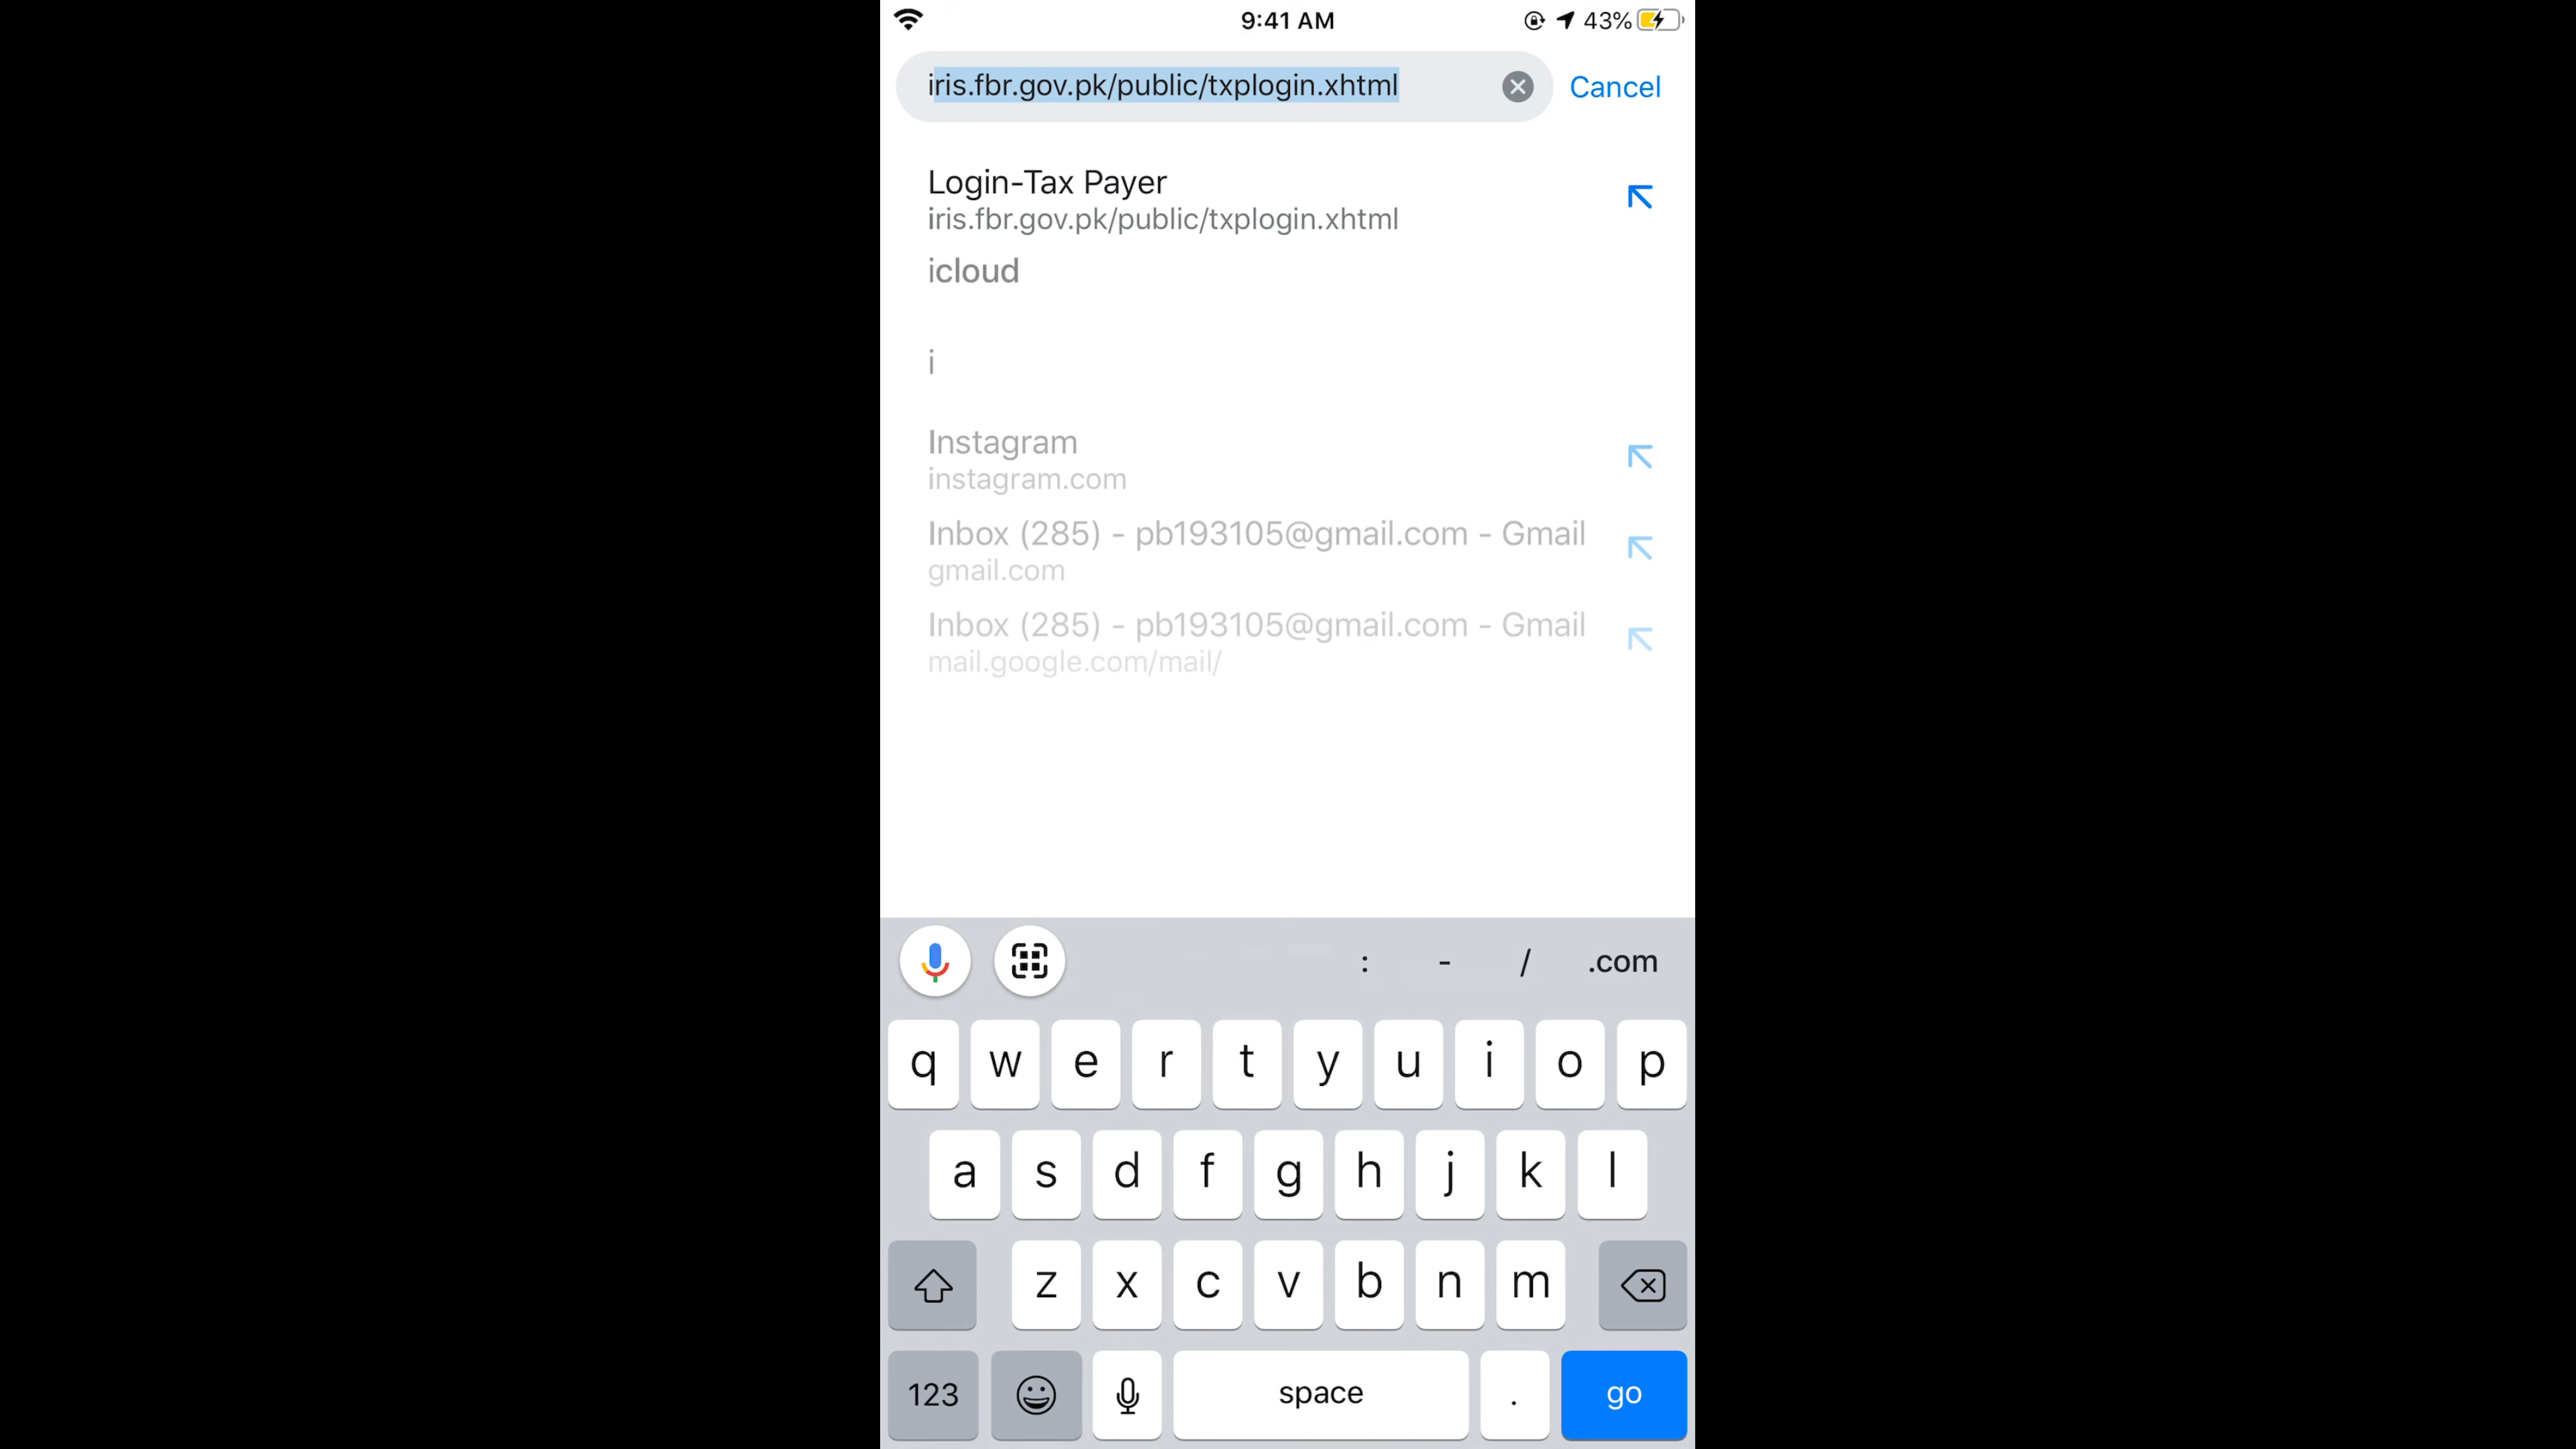 9:41 AM
43%
iris.fbr.gov.pk/public/txplogin.xhtml
Cancel
Login-Tax Payer
iris.fbr.gov.pk/public/txplogin.xhtml
icloud
i
Instagram
instagram.com
Inbox (285) - pb193105@gmail.com - Gmail
gmail.com
Inbox (285) - pb193105@gmail.com - Gmail
mail.google.com/mail/
: - / .com
q w e r t y u i o p
a s d f g h j k l
z x c v b n m
123 space . go